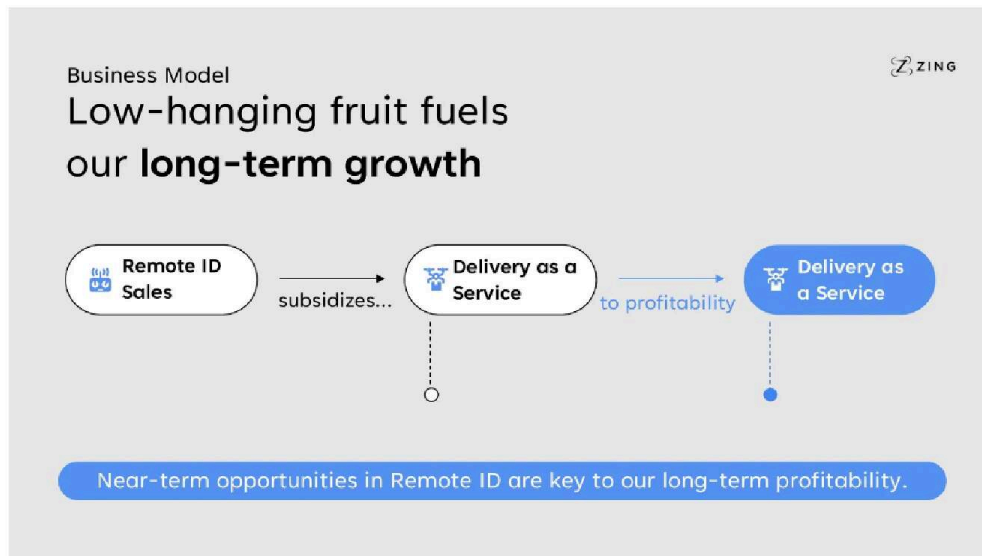 Business Model
ZING
Low-hanging fruit fuels
our long-term growth
Remote ID
Sales
subsidizes...
Delivery as a
Service
to profitability
Delivery as
a Service
Near-term opportunities in Remote ID are key to our long-term profitability.